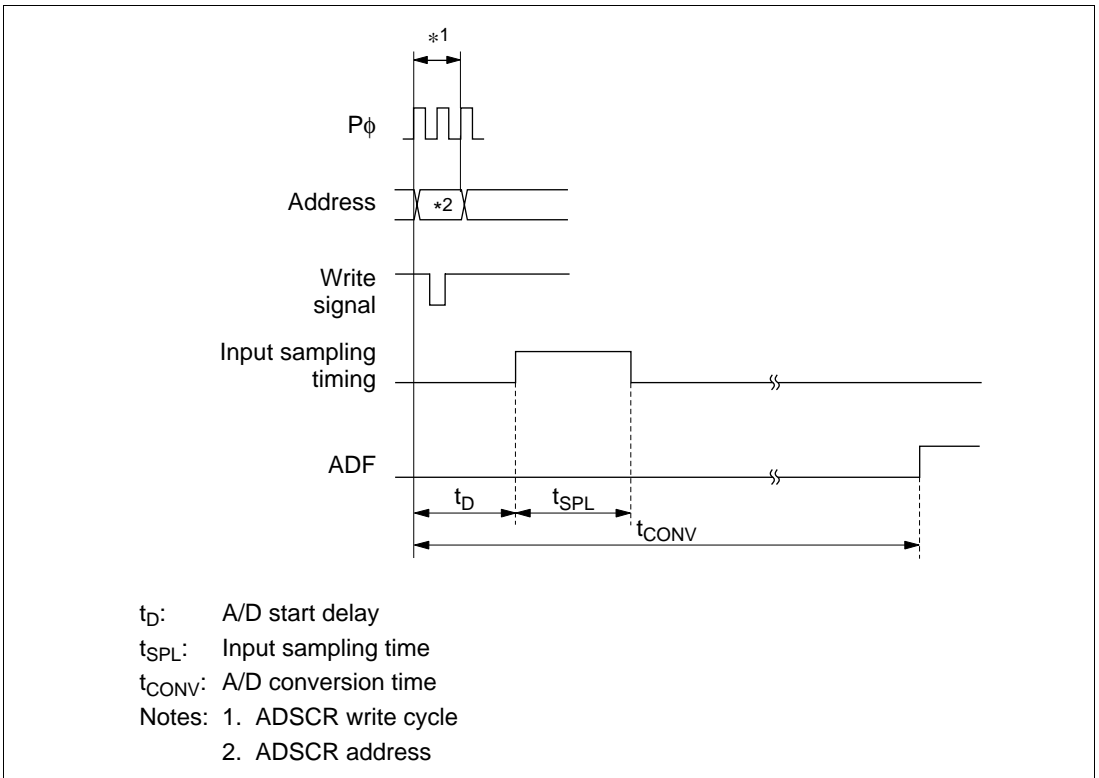 *1
Pφ
Address
*2
Write
signal
Input sampling
timing
ADF
tD
tSPL
tCONV
tD: A/D start delay
tSPL: Input sampling time
tCONV: A/D conversion time
Notes: 1. ADSCR write cycle
2. ADSCR address